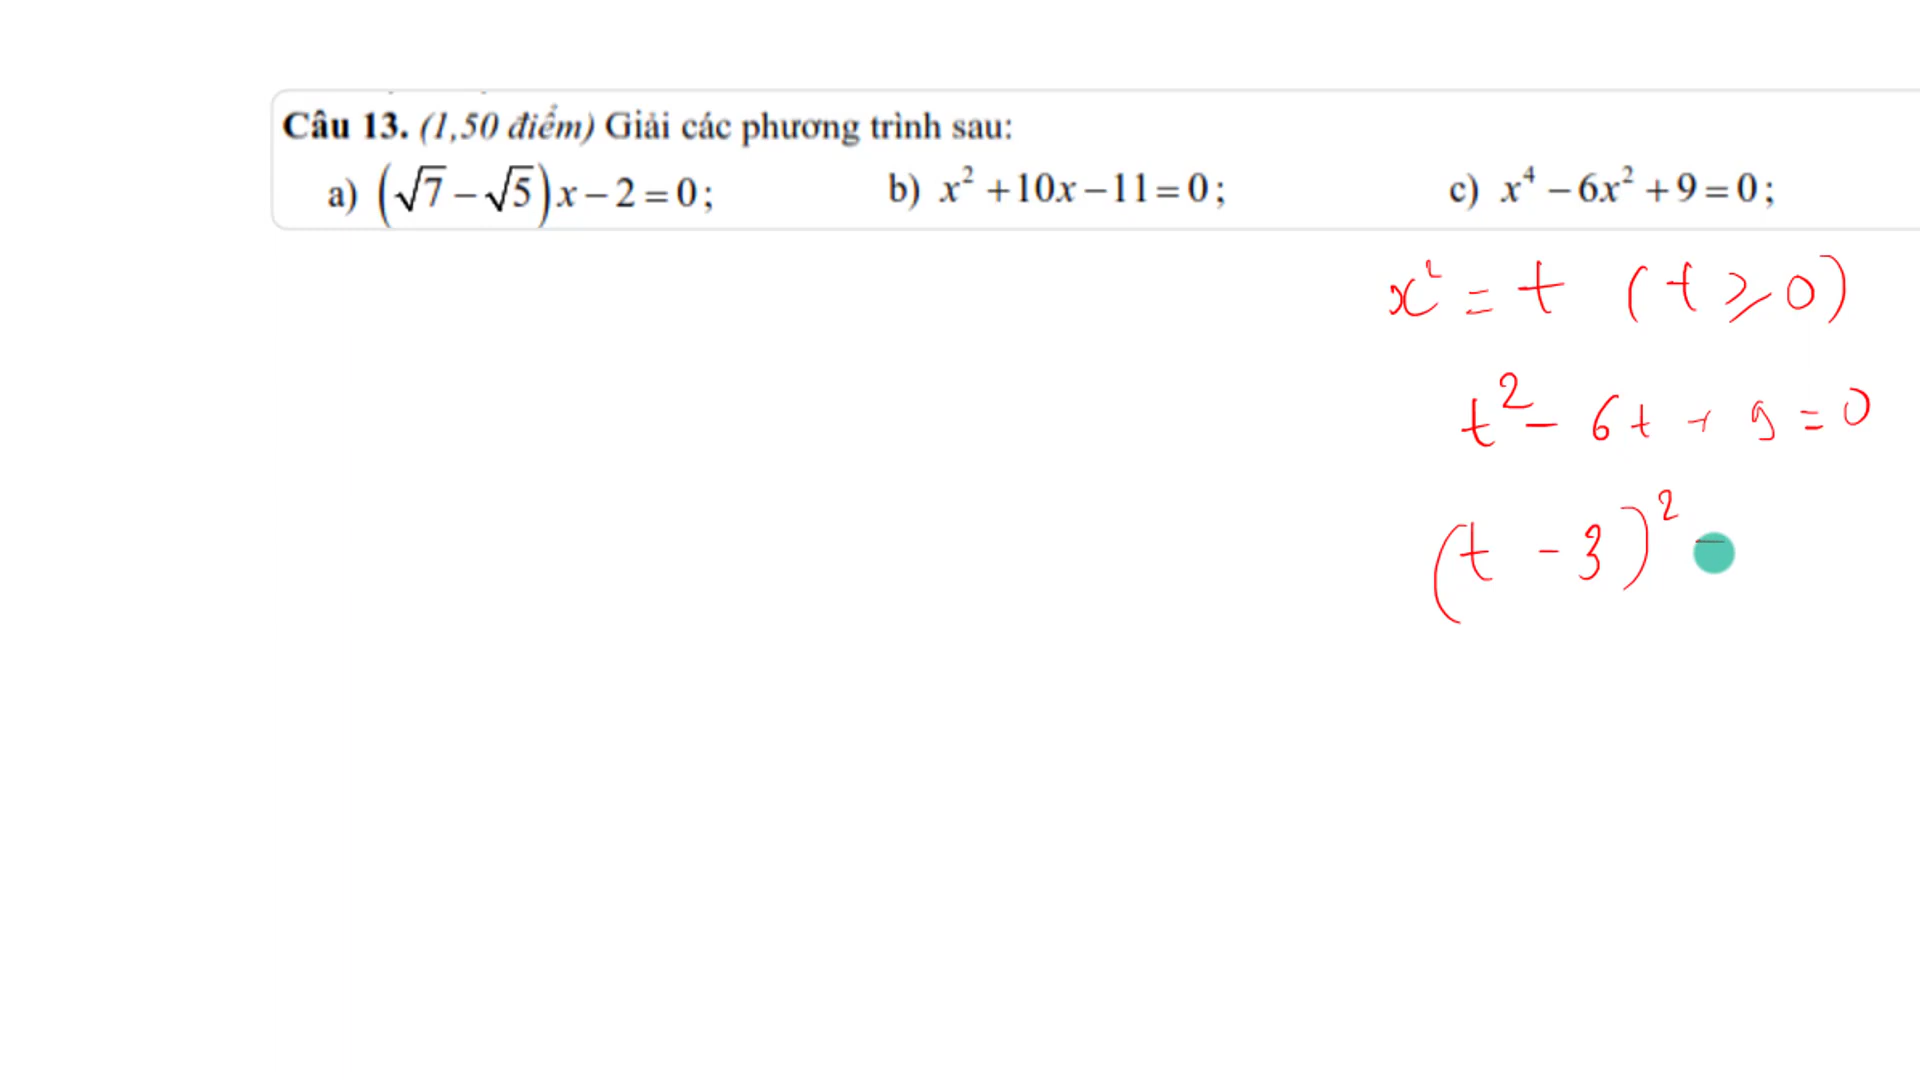 Câu 13. (1,50 điểm) Giải các phương trình sau:
a) (√7 − √5)x − 2 = 0; b) x² + 10x − 11 = 0; c) x⁴ − 6x² + 9 = 0;
x² = t (t ⩾ 0)
t² − 6t + 9 = 0
(t − 3)²